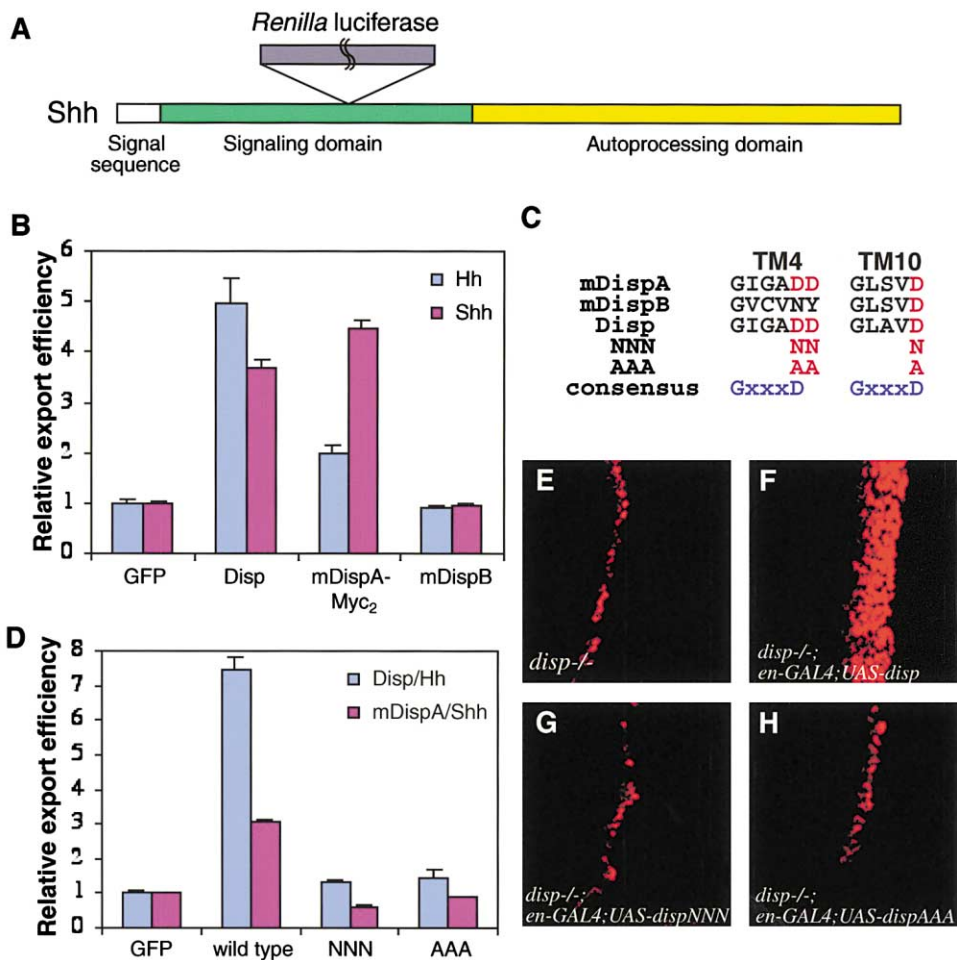 A
Renilla luciferase
Shh
Signal
sequence
Signaling domain
Autoprocessing domain
B
Relative export efficiency
6
5
4
3
2
1
0
Hh
Shh
GFP
Disp
mDispA-
Myc2
mDispB
C
TM4 TM10
mDispA GIGADD GLSVD
mDispB GVCVNY GLSVD
Disp GIGADD GLAVD
NNN NN N
AAA AA A
consensus GxxxD GxxxD
D
Relative export efficiency
8
7
6
5
4
3
2
1
0
Disp/Hh
mDispA/Shh
GFP
wild type
NNN
AAA
E
disp-/-
F
disp-/-;
en-GAL4;UAS-disp
G
disp-/-;
en-GAL4;UAS-dispNNN
H
disp-/-;
en-GAL4;UAS-dispAAA